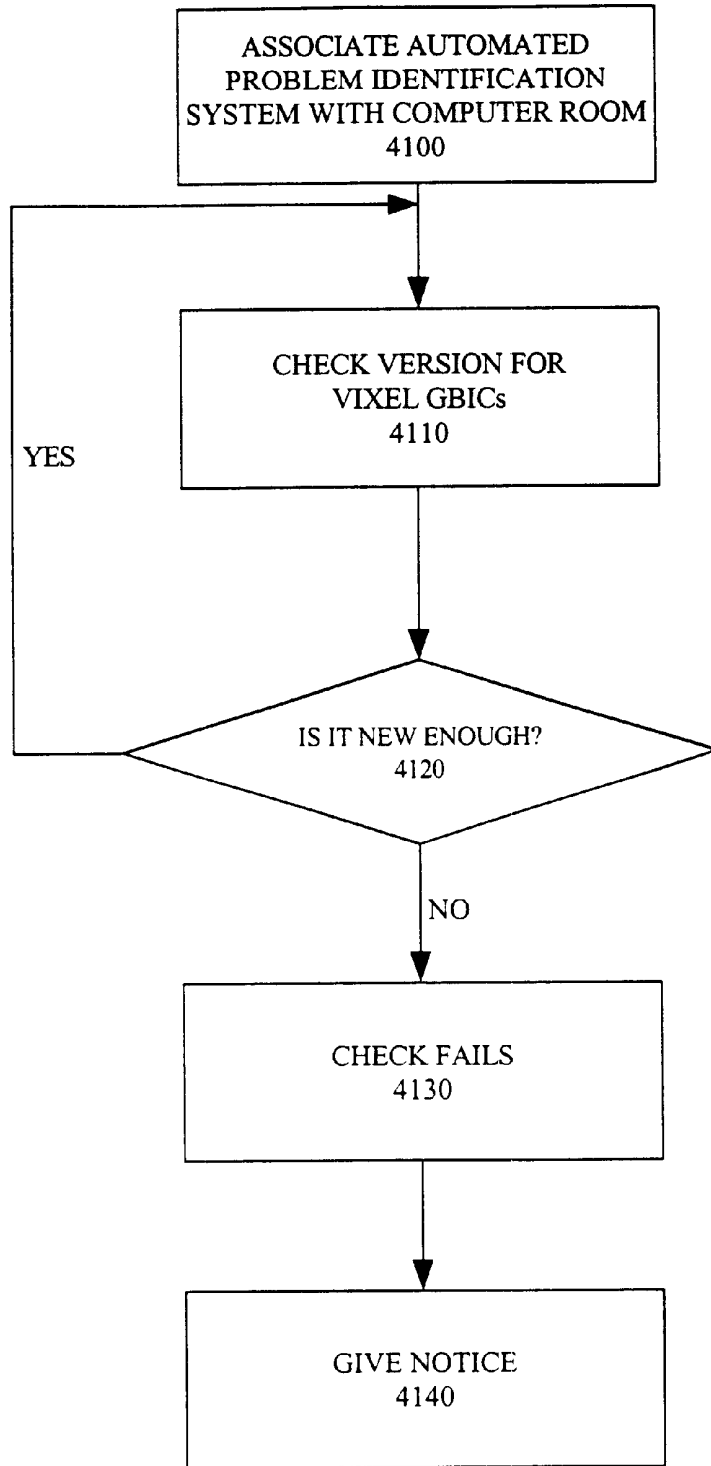 ASSOCIATE AUTOMATED
PROBLEM IDENTIFICATION
SYSTEM WITH COMPUTER ROOM
4100
CHECK VERSION FOR
VIXEL GBICs
4110
YES
IS IT NEW ENOUGH?
4120
NO
CHECK FAILS
4130
GIVE NOTICE
4140